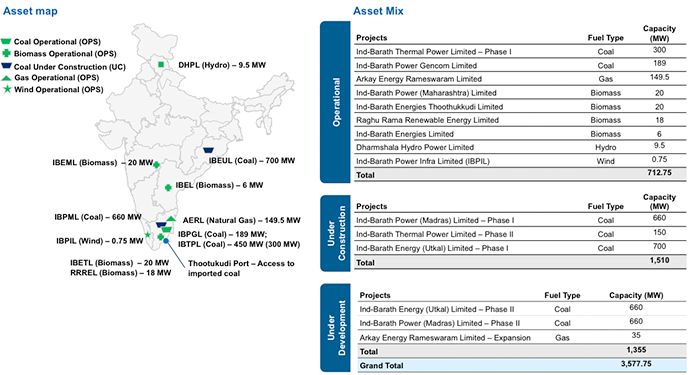 Asset map
Coal Operational (OPS)
Biomass Operational (OPS)
Coal Under Construction (UC)
Gas Operational (OPS)
Wind Operational (OPS)
DHPL (Hydro) – 9.5 MW
IBEML (Biomass) – 20 MW
IBEUL (Coal) – 700 MW
IBEL (Biomass) – 6 MW
IBPML (Coal) – 660 MW
AERL (Natural Gas) – 149.5 MW
IBPGL (Coal) – 189 MW;
IBPIL (Wind) – 0.75 MW
IBTPL (Coal) – 450 MW (300 MW)
IBETL (Biomass) – 20 MW
RRREL (Biomass) – 18 MW
Thootukudi Port – Access to
imported coal
Asset Mix
Operational
Projects Fuel Type Capacity (MW)
Ind-Barath Thermal Power Limited – Phase I Coal 300
Ind-Barath Power Gencom Limited Coal 189
Arkay Energy Rameswaram Limited Gas 149.5
Ind-Barath Power (Maharashtra) Limited Biomass 20
Ind-Barath Energies Thoothukkudi Limited Biomass 20
Raghu Rama Renewable Energy Limited Biomass 18
Ind-Barath Energies Limited Biomass 6
Dharmshala Hydro Power Limited Hydro 9.5
Ind-Barath Power Infra Limited (IBPIL) Wind 0.75
Total 712.75
Under Construction
Projects Fuel Type Capacity (MW)
Ind-Barath Power (Madras) Limited – Phase I Coal 660
Ind-Barath Thermal Power Limited – Phase II Coal 150
Ind-Barath Energy (Utkal) Limited – Phase I Coal 700
Total 1,510
Under Development
Projects Fuel Type Capacity (MW)
Ind-Barath Energy (Utkal) Limited – Phase II Coal 660
Ind-Barath Power (Madras) Limited – Phase II Coal 660
Arkay Energy Rameswaram Limited – Expansion Gas 35
Total 1,355
Grand Total 3,577.75